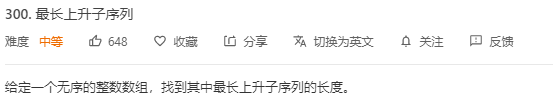 300. 最长上升子序列
难度 中等 648 收藏 分享 切换为英文 关注 反馈
给定一个无序的整数数组，找到其中最长上升子序列的长度。